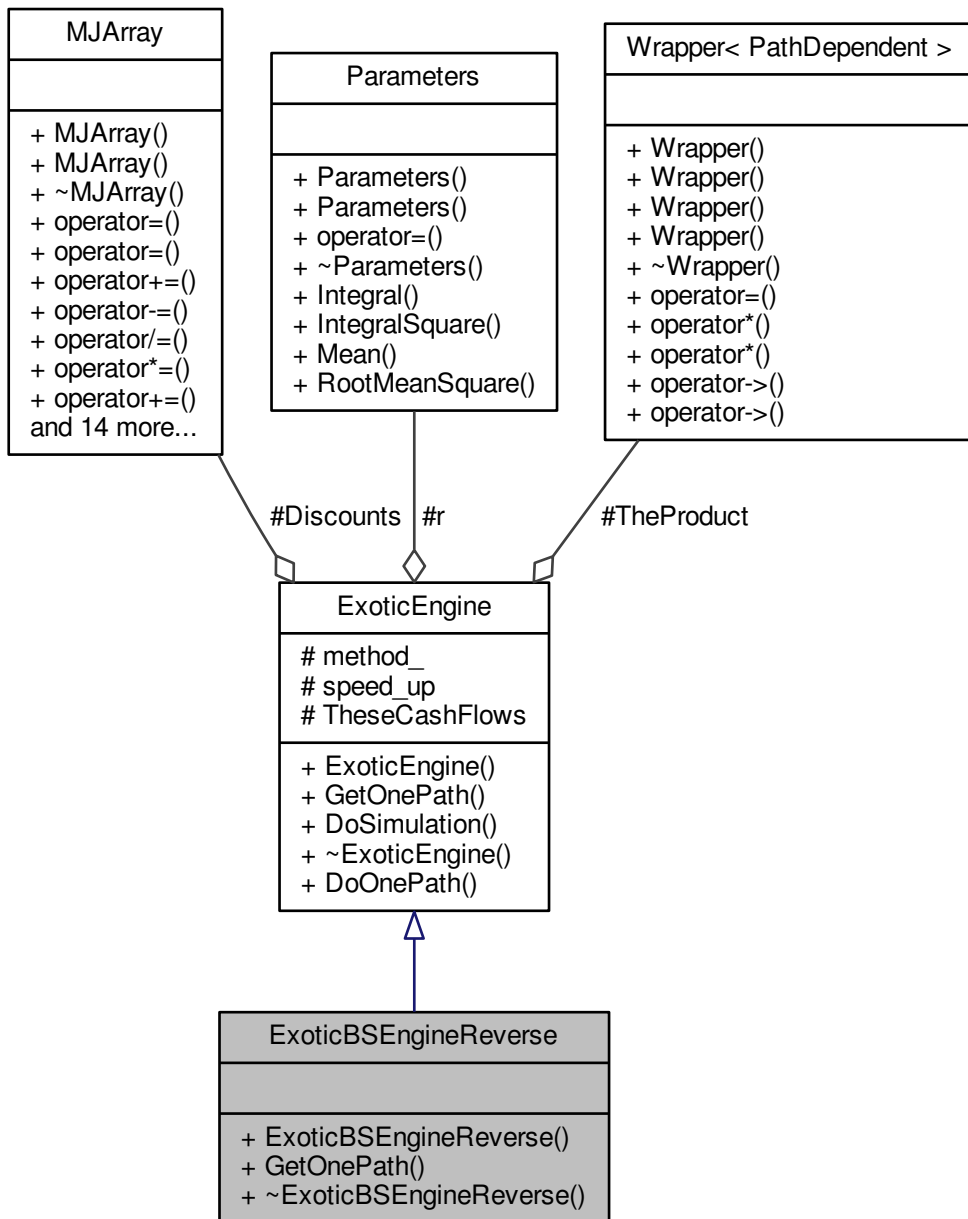 MJArray
+ MJArray()
+ MJArray()
+ ~MJArray()
+ operator=()
+ operator=()
+ operator+=()
+ operator-=()
+ operator/=()
+ operator*=()
+ operator+=()
and 14 more...
Parameters
+ Parameters()
+ Parameters()
+ operator=()
+ ~Parameters()
+ Integral()
+ IntegralSquare()
+ Mean()
+ RootMeanSquare()
Wrapper< PathDependent >
+ Wrapper()
+ Wrapper()
+ Wrapper()
+ Wrapper()
+ ~Wrapper()
+ operator=()
+ operator*()
+ operator*()
+ operator->()
+ operator->()
#Discounts
#r
#TheProduct
ExoticEngine
# method_
# speed_up
# TheseCashFlows
+ ExoticEngine()
+ GetOnePath()
+ DoSimulation()
+ ~ExoticEngine()
+ DoOnePath()
ExoticBSEngineReverse
+ ExoticBSEngineReverse()
+ GetOnePath()
+ ~ExoticBSEngineReverse()